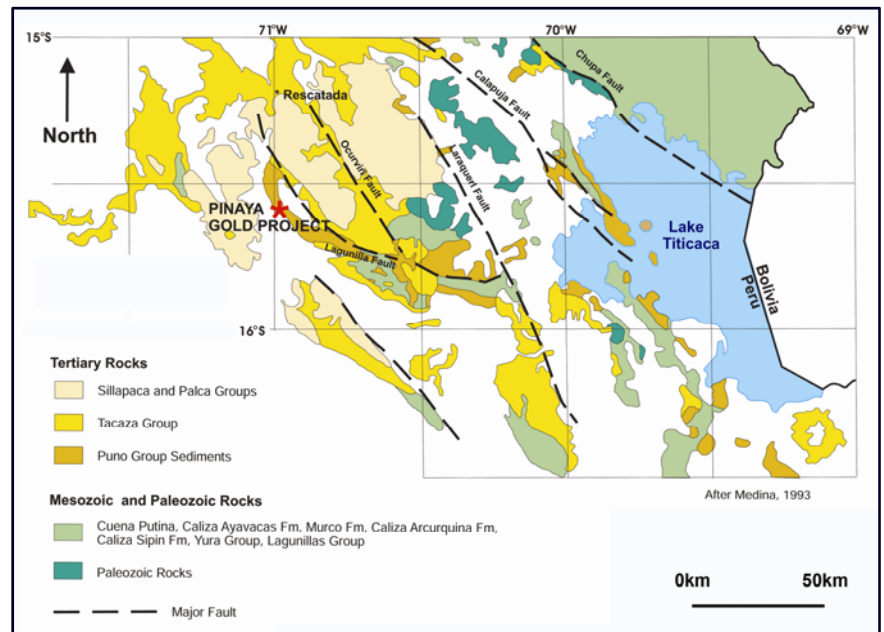 71°W
70°W
69°W
15°S
North
* Rescatada
Chupa Fault
Calapuja Fault
Ocurviri Fault
Laraqueri Fault
PINAYA
GOLD PROJECT
Lagunilla Fault
Lake
Titicaca
Bolivia
Peru
16°S
Tertiary Rocks
Sillapaca and Palca Groups
Tacaza Group
Puno Group Sediments
After Medina, 1993
Mesozoic and Paleozoic Rocks
Cuena Putina, Caliza Ayavacas Fm, Murco Fm, Caliza Arcurquina Fm,
Caliza Sipin Fm, Yura Group, Lagunillas Group
Paleozoic Rocks
Major Fault
0km
50km